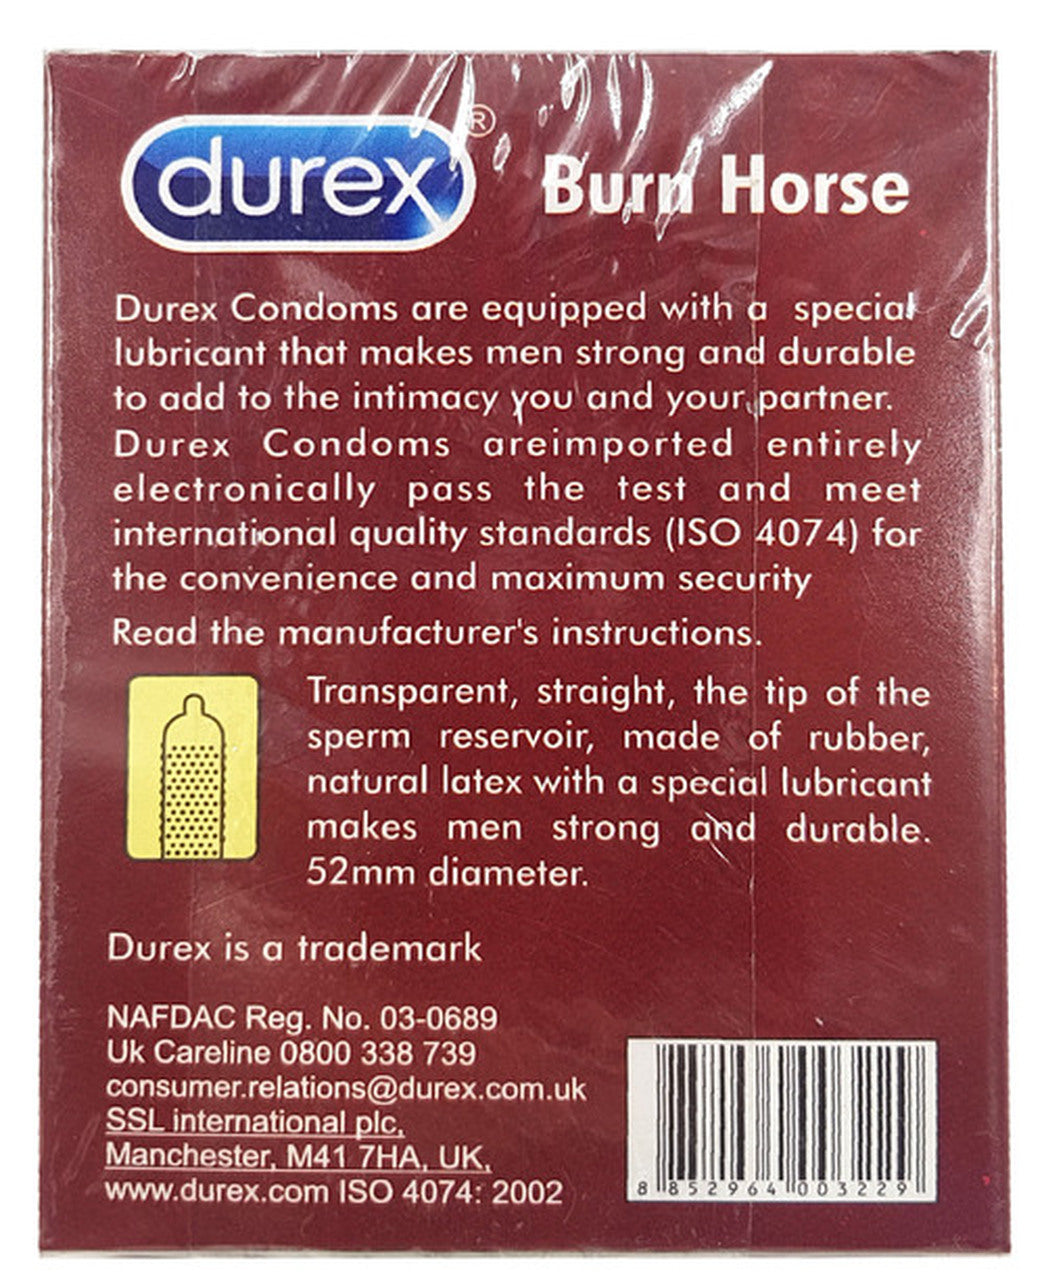 durex® Burn Horse
Durex Condoms are equipped with a special
lubricant that makes men strong and durable
to add to the intimacy you and your partner.
Durex Condoms areimported entirely
electronically pass the test and meet
international quality standards (ISO 4074) for
the convenience and maximum security
Read the manufacturer's instructions.
Transparent, straight, the tip of the
sperm reservoir, made of rubber,
natural latex with a special lubricant
makes men strong and durable.
52mm diameter.
Durex is a trademark
NAFDAC Reg. No. 03-0689
Uk Careline 0800 338 739
consumer.relations@durex.com.uk
SSL international plc,
Manchester, M41 7HA, UK,
www.durex.com ISO 4074: 2002
8 852964 003229